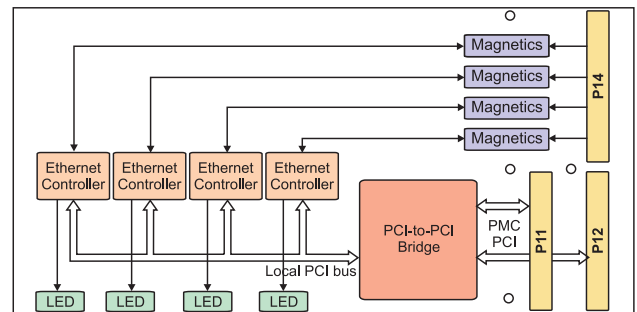 Magnetics
Magnetics
Magnetics
Magnetics
P14
Ethernet
Controller
Ethernet
Controller
Ethernet
Controller
Ethernet
Controller
PCI-to-PCI
Bridge
PMC
PCI
P11
P12
Local PCI bus
LED
LED
LED
LED